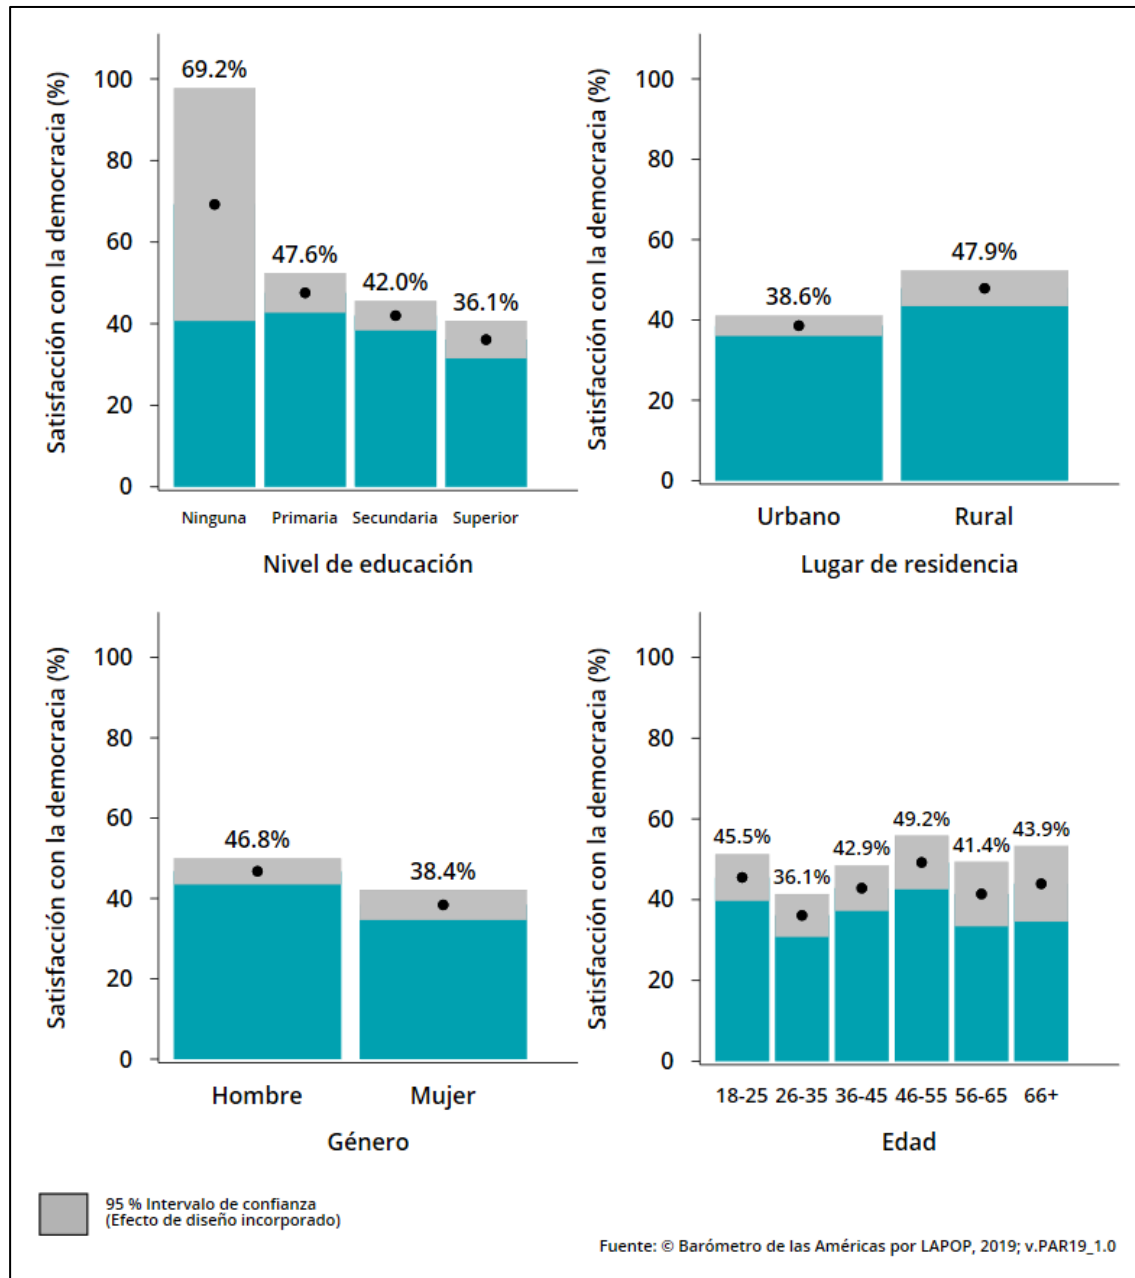 Satisfacción con la democracia (%)
100
80
60
40
20
0
69.2%
47.6%
42.0%
36.1%
Ninguna Primaria Secundaria Superior
Nivel de educación
Satisfacción con la democracia (%)
100
80
60
40
20
0
38.6%
47.9%
Urbano Rural
Lugar de residencia
Satisfacción con la democracia (%)
100
80
60
40
20
0
46.8%
38.4%
Hombre Mujer
Género
Satisfacción con la democracia (%)
100
80
60
40
20
0
45.5%
36.1%
42.9%
49.2%
41.4%
43.9%
18-25 26-35 36-45 46-55 56-65 66+
Edad
95 % Intervalo de confianza
(Efecto de diseño incorporado)
Fuente: © Barómetro de las Américas por LAPOP, 2019; v.PAR19_1.0